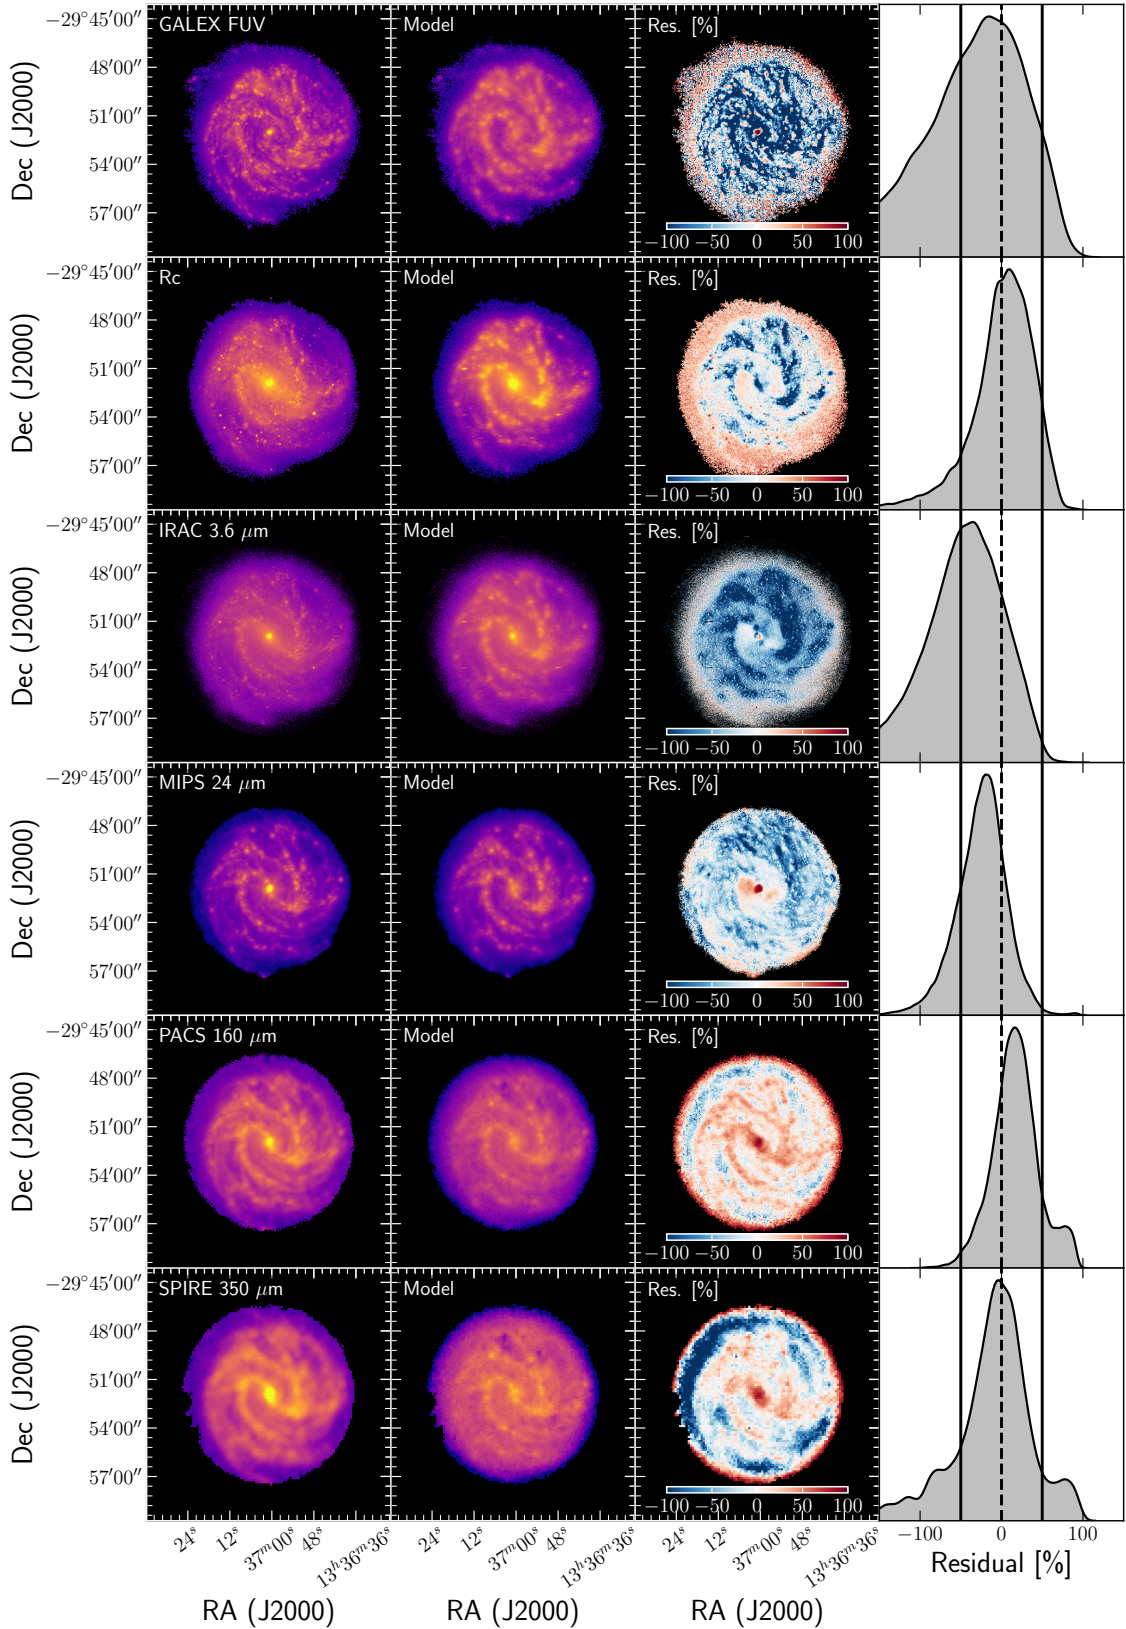 GALEX FUV Model Res. [%]
−29°45′00″
48′00″
51′00″
54′00″
57′00″
Dec (J2000)
−100 −50 0 50 100
Rc Model Res. [%]
−29°45′00″
48′00″
51′00″
54′00″
57′00″
Dec (J2000)
−100 −50 0 50 100
IRAC 3.6 μm Model Res. [%]
−29°45′00″
48′00″
51′00″
54′00″
57′00″
Dec (J2000)
−100 −50 0 50 100
MIPS 24 μm Model Res. [%]
−29°45′00″
48′00″
51′00″
54′00″
57′00″
Dec (J2000)
−100 −50 0 50 100
PACS 160 μm Model Res. [%]
−29°45′00″
48′00″
51′00″
54′00″
57′00″
Dec (J2000)
−100 −50 0 50 100
SPIRE 350 μm Model Res. [%]
−29°45′00″
48′00″
51′00″
54′00″
57′00″
Dec (J2000)
−100 −50 0 50 100
24ˢ 12ˢ 37ᵐ00ˢ 48ˢ 13ʰ36ᵐ36ˢ 24ˢ 12ˢ 37ᵐ00ˢ 48ˢ 13ʰ36ᵐ36ˢ 24ˢ 12ˢ 37ᵐ00ˢ 48ˢ 13ʰ36ᵐ36ˢ −100 0 100
RA (J2000) RA (J2000) RA (J2000) Residual [%]